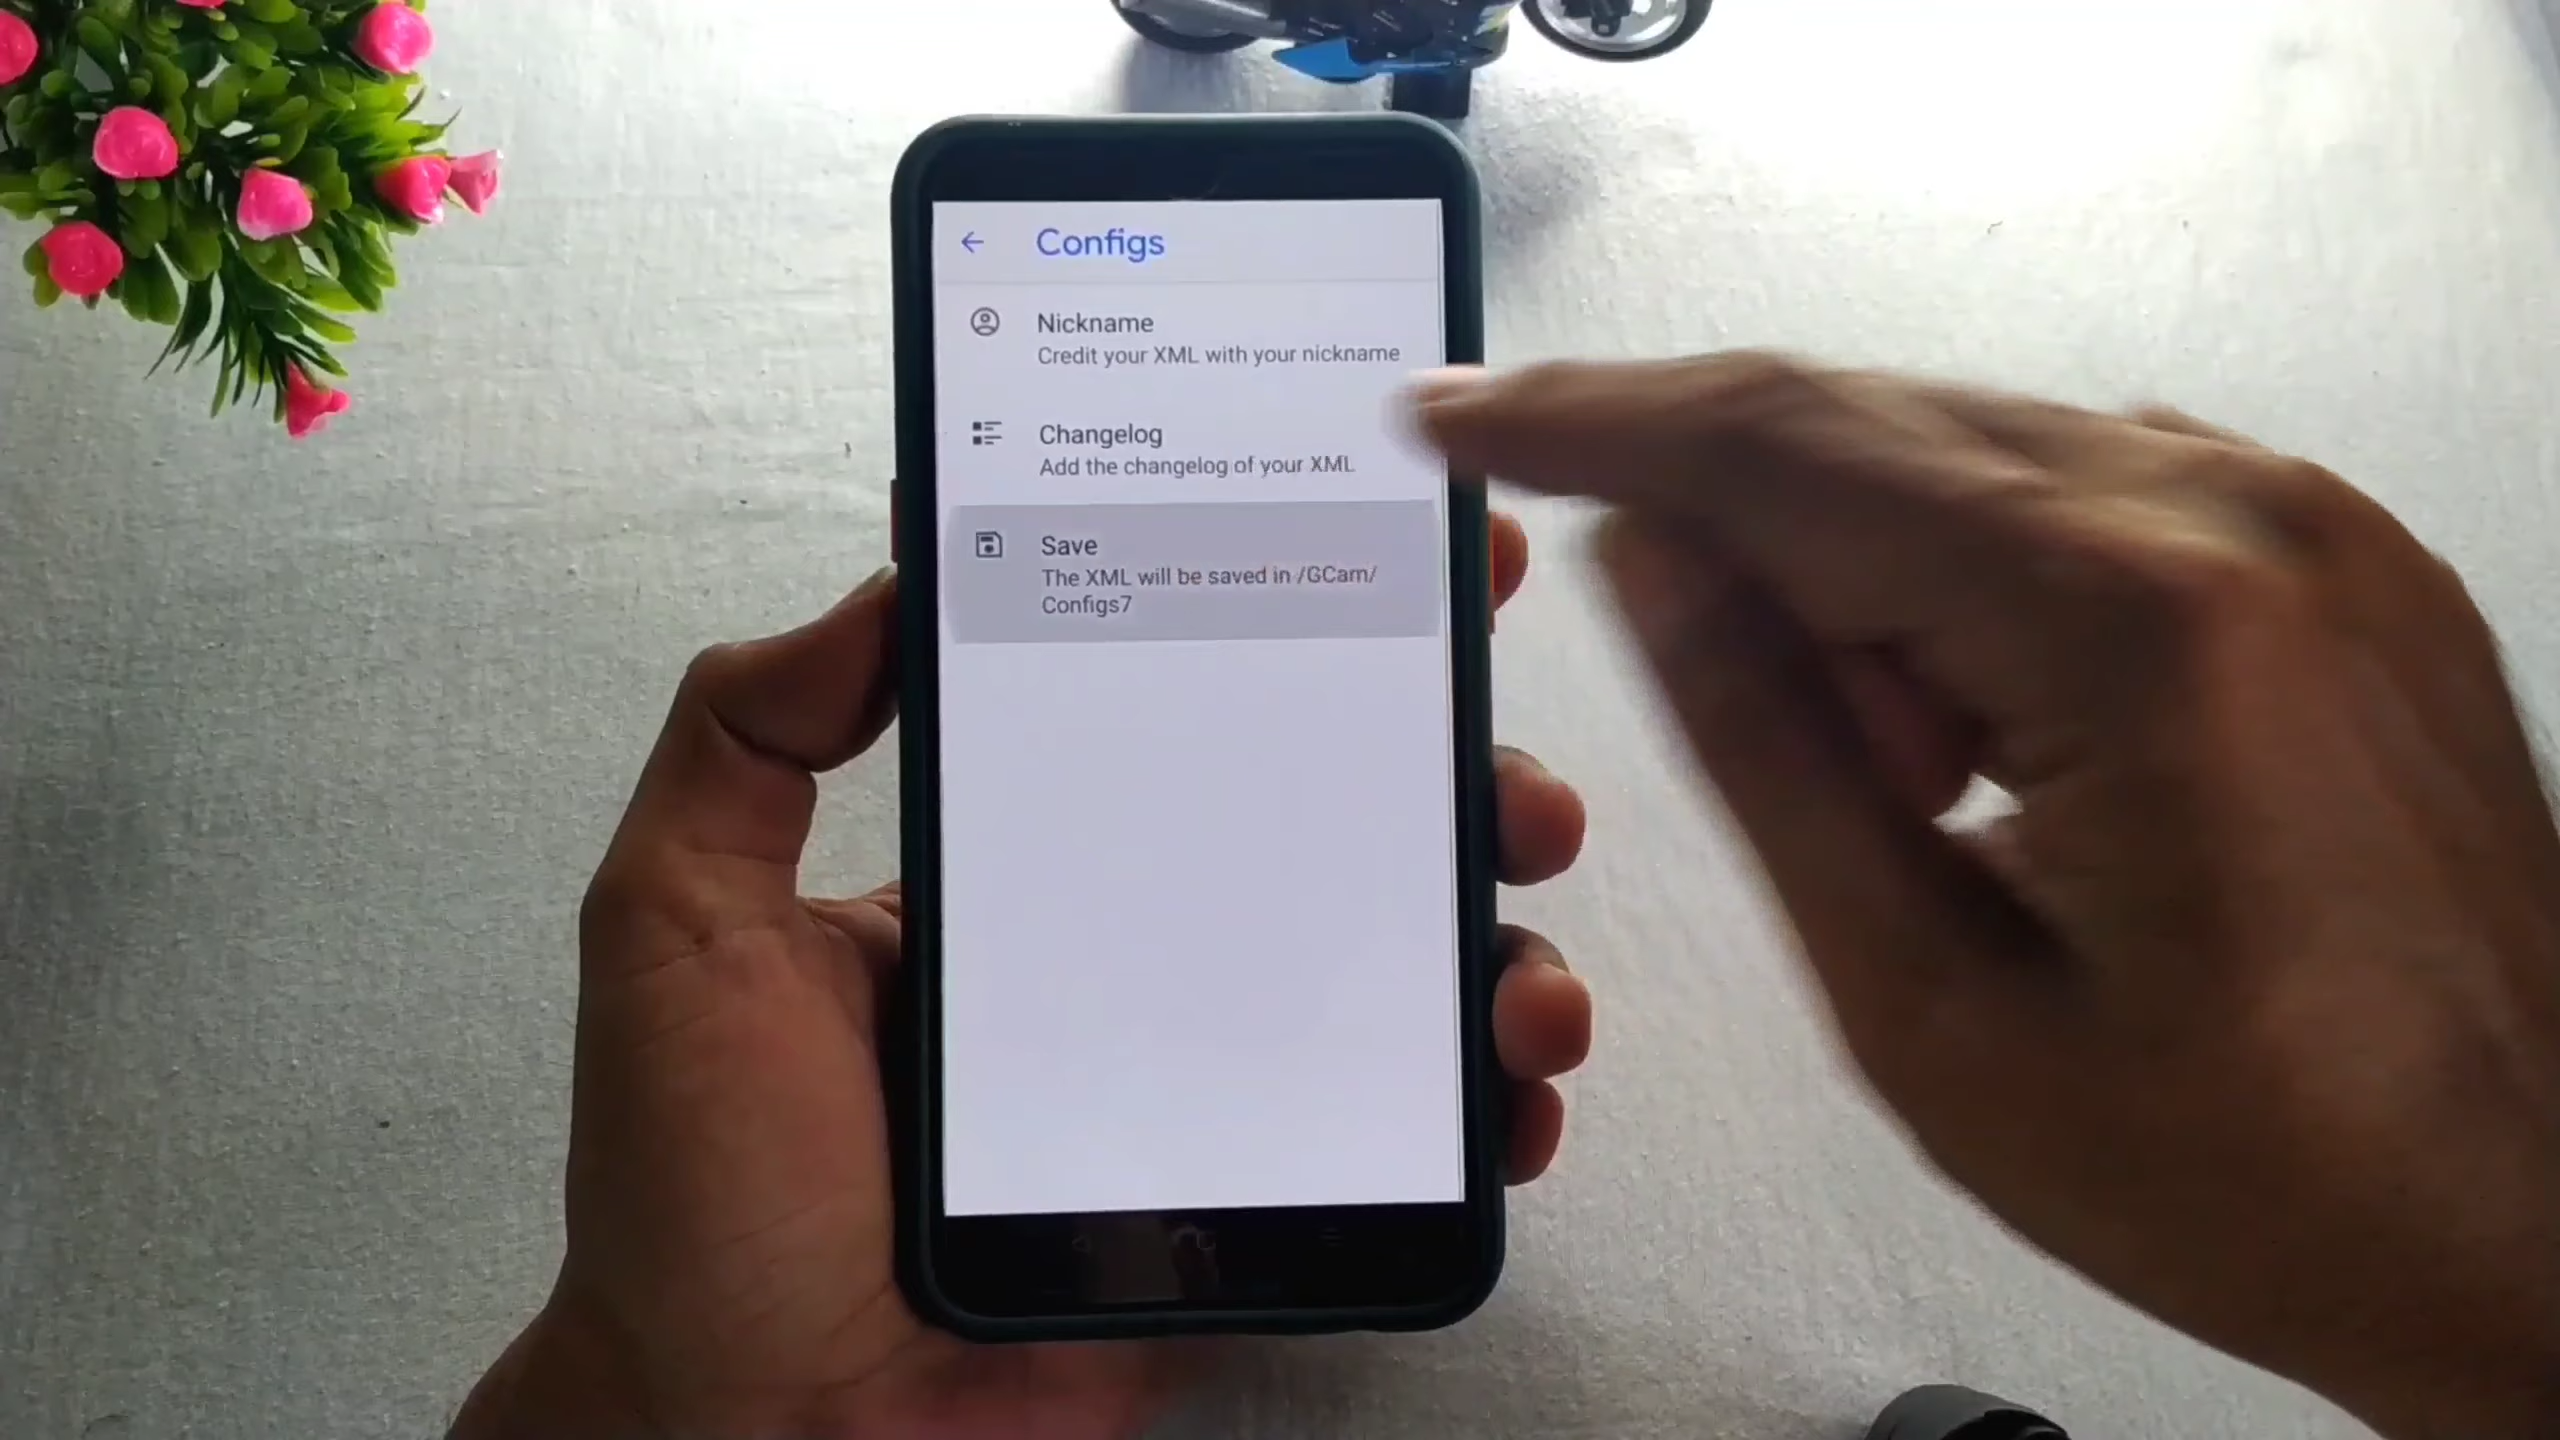 Configs
Nickname
Credit your XML with your nickname
Changelog
Add the changelog of your XML
Save
The XML will be saved in /GCam/
Configs7